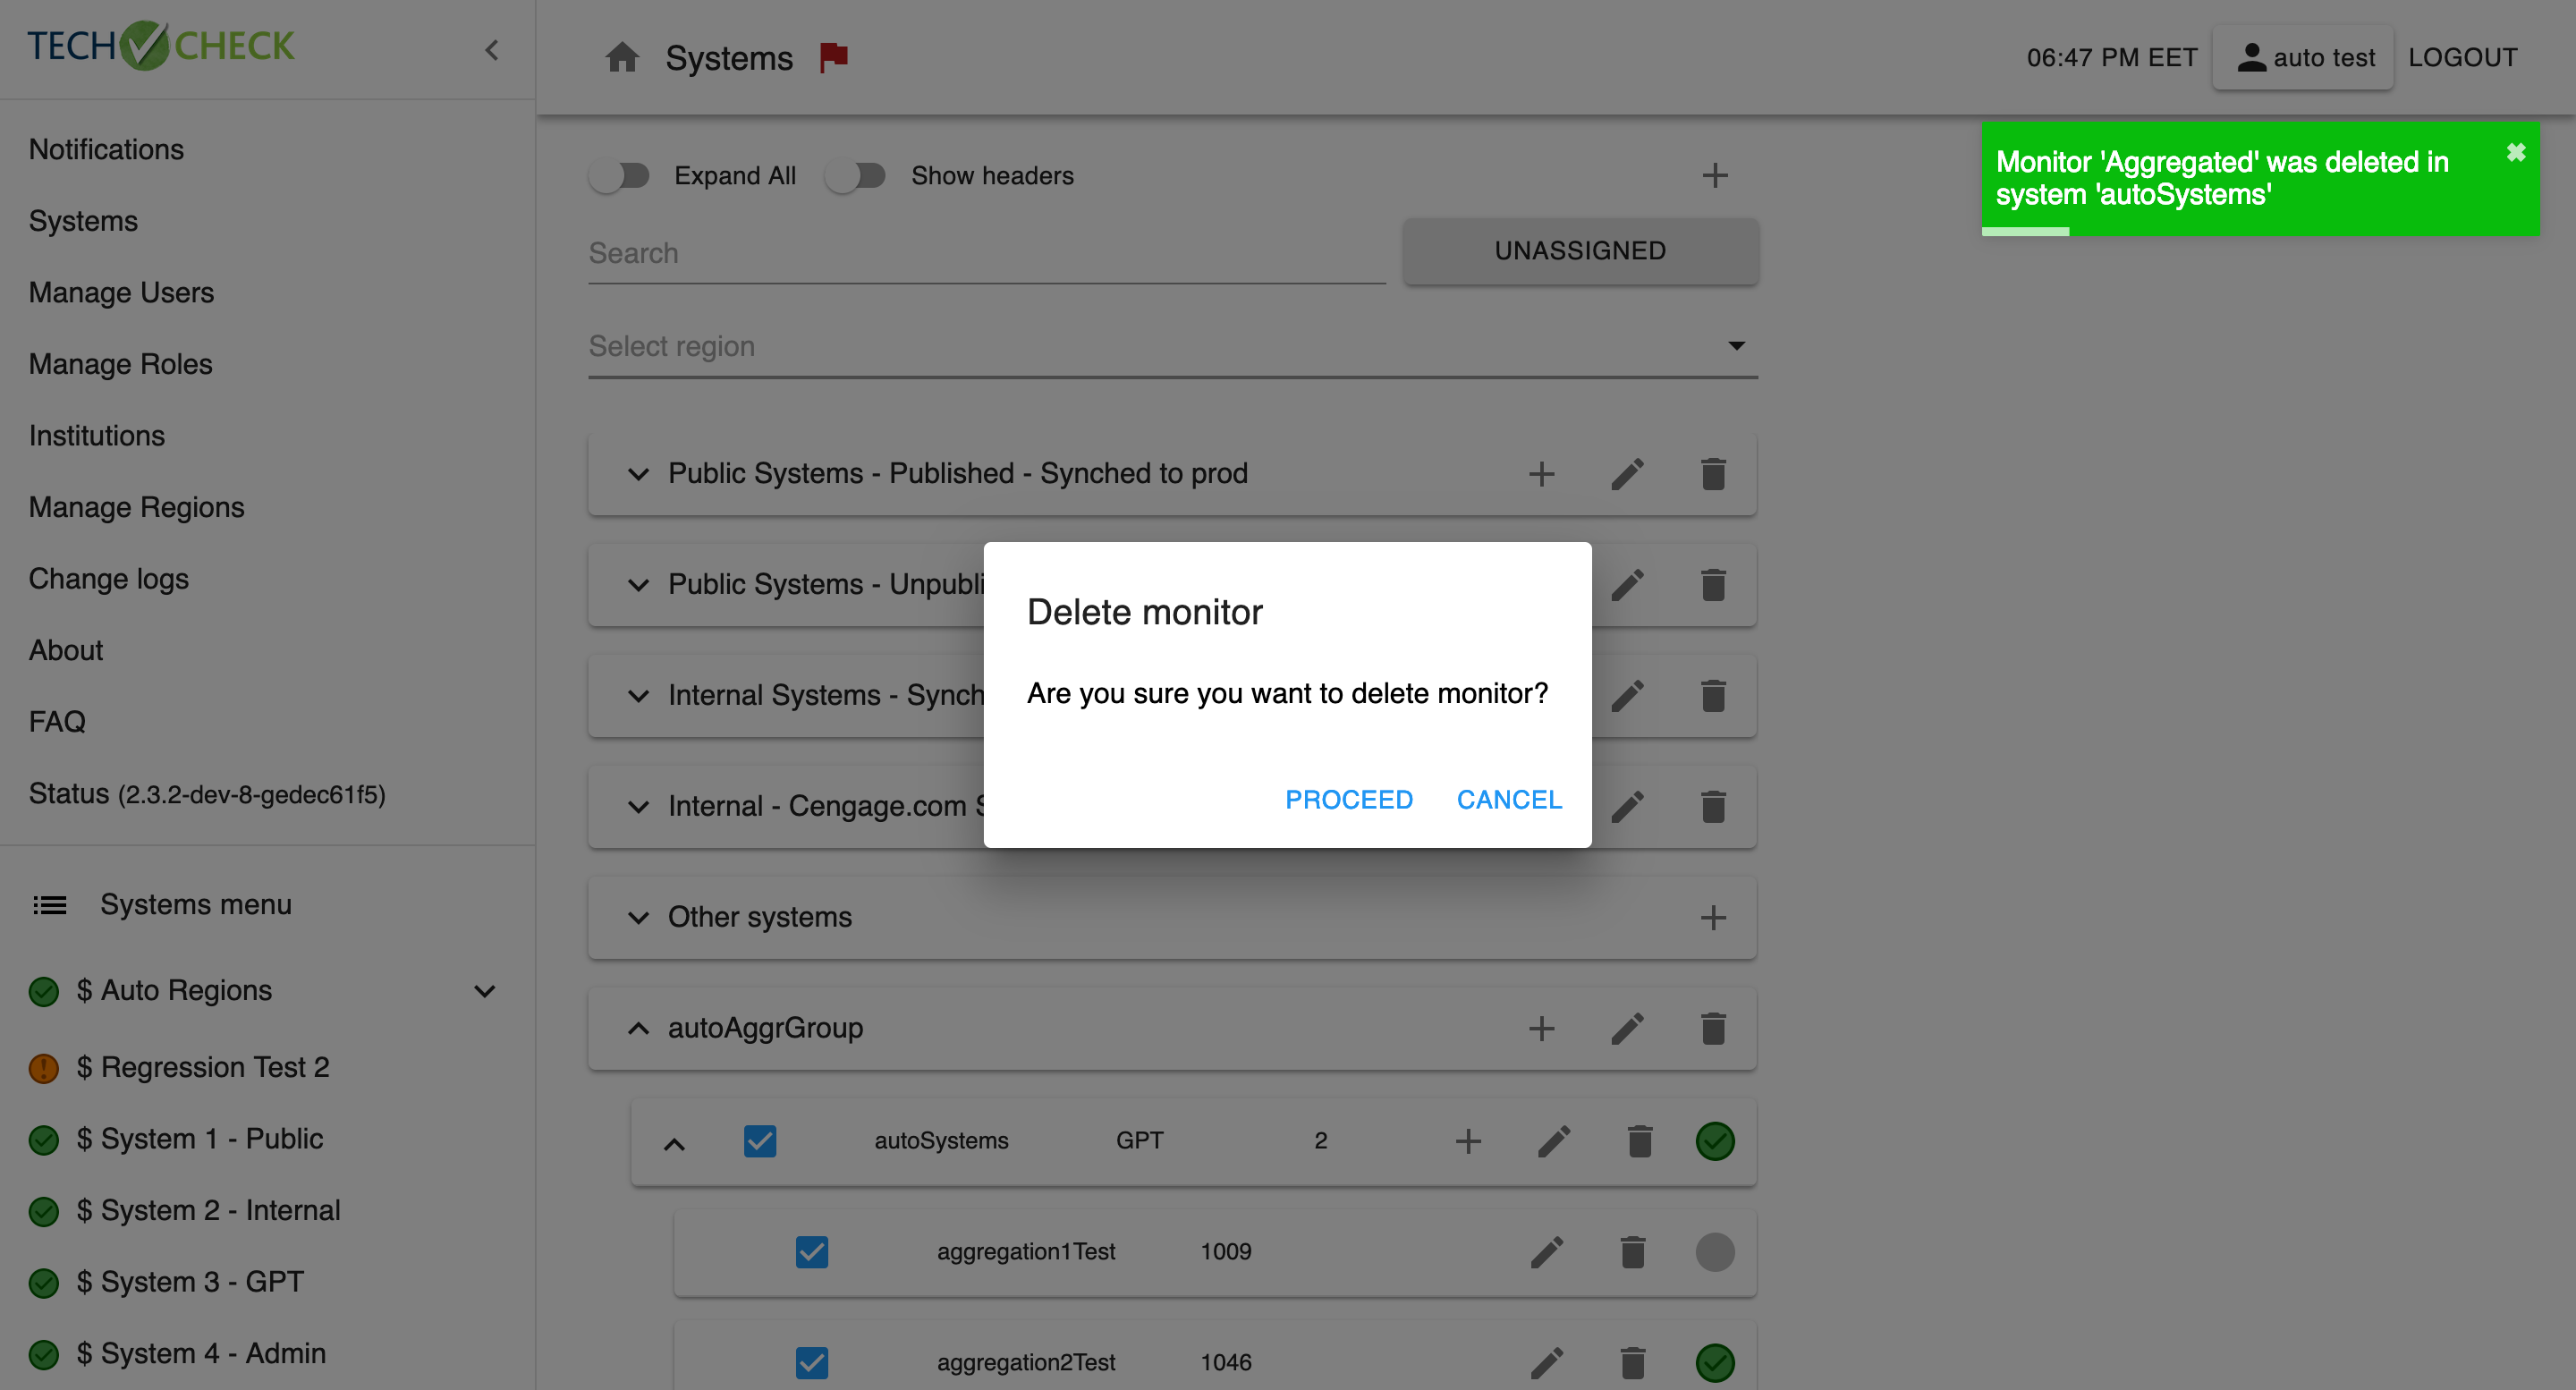 TECH CHECK
Systems
06:47 PM EET
auto test
LOGOUT
Notifications
Systems
Manage Users
Manage Roles
Institutions
Manage Regions
Change logs
About
FAQ
Status (2.3.2-dev-8-gedec61f5)
Systems menu
$ Auto Regions
$ Regression Test 2
$ System 1 - Public
$ System 2 - Internal
$ System 3 - GPT
$ System 4 - Admin
Expand All
Show headers
Search
UNASSIGNED
Select region
Public Systems - Published - Synched to prod
Public Systems - Unpubli
Internal Systems - Synch
Internal - Cengage.com
Other systems
autoAggrGroup
autoSystems GPT 2
aggregation1Test 1009
aggregation2Test 1046
Delete monitor
Are you sure you want to delete monitor?
PROCEED CANCEL
Monitor 'Aggregated' was deleted in
system 'autoSystems'